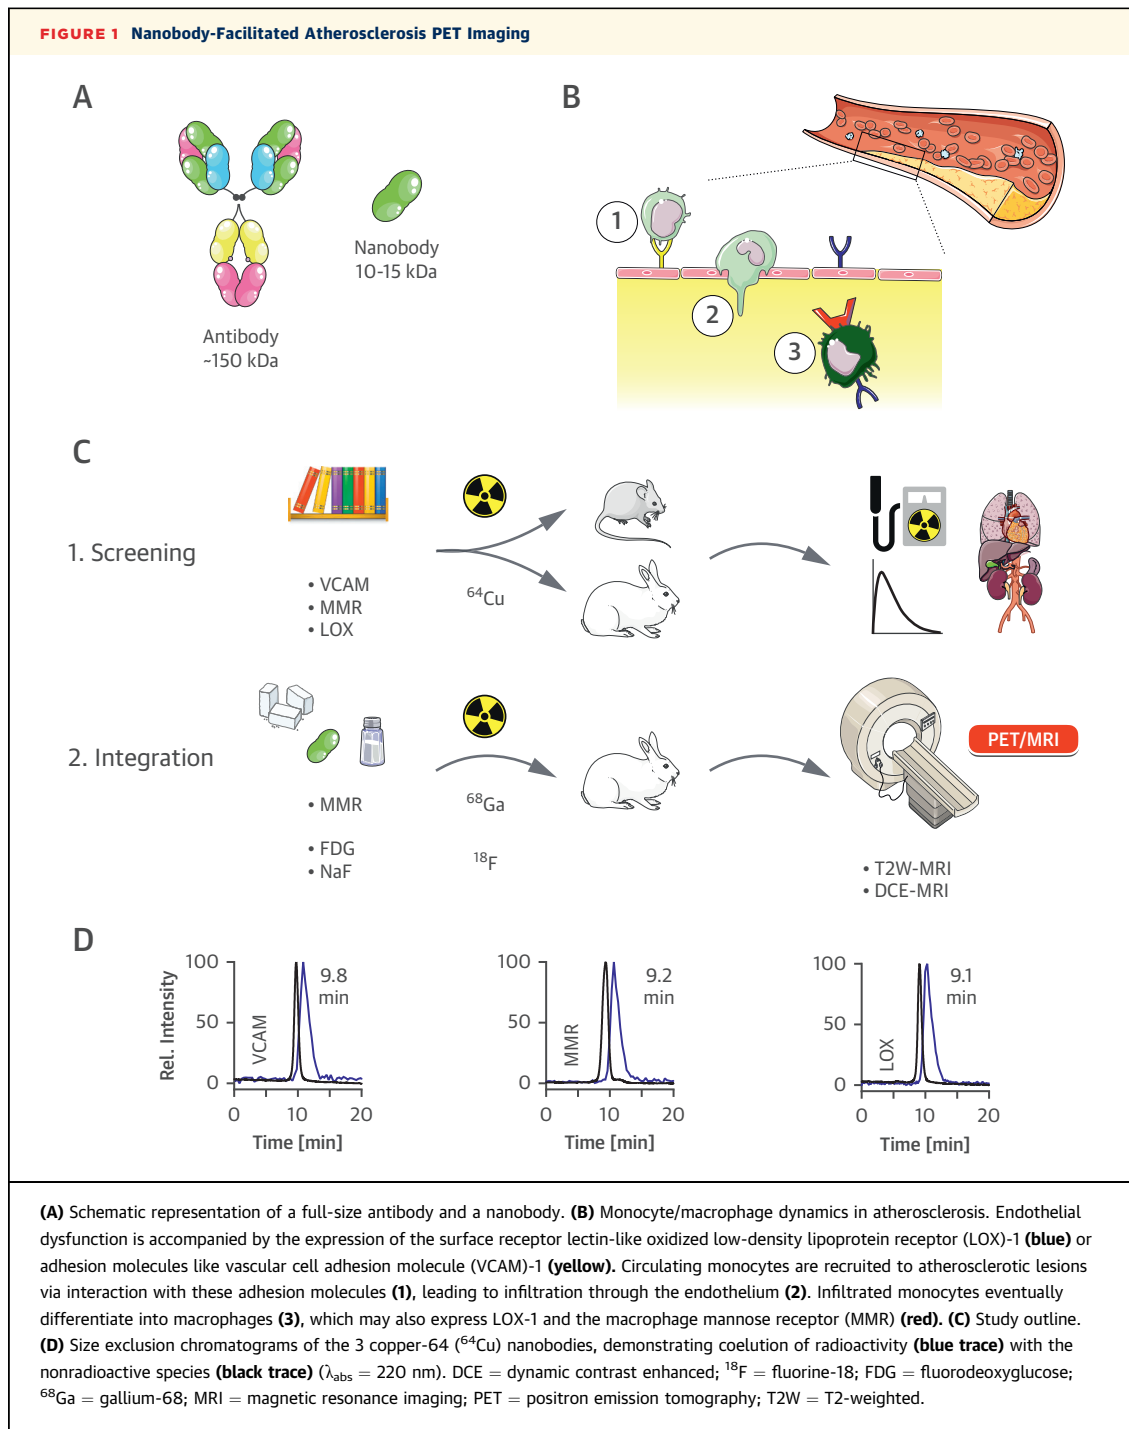 FIGURE 1 Nanobody-Facilitated Atherosclerosis PET Imaging
A
Antibody
~150 kDa
Nanobody
10-15 kDa
B
1
2
3
C
1. Screening
• VCAM
• MMR
• LOX
⁶⁴Cu
2. Integration
• MMR
• FDG
• NaF
⁶⁸Ga
¹⁸F
PET/MRI
• T2W-MRI
• DCE-MRI
D
Rel. Intensity
100
50
0
VCAM
9.8
min
0 10 20
Time [min]
100
50
0
MMR
9.2
min
0 10 20
Time [min]
100
50
0
LOX
9.1
min
0 10 20
Time [min]
(A) Schematic representation of a full-size antibody and a nanobody. (B) Monocyte/macrophage dynamics in atherosclerosis. Endothelial
dysfunction is accompanied by the expression of the surface receptor lectin-like oxidized low-density lipoprotein receptor (LOX)-1 (blue) or
adhesion molecules like vascular cell adhesion molecule (VCAM)-1 (yellow). Circulating monocytes are recruited to atherosclerotic lesions
via interaction with these adhesion molecules (1), leading to infiltration through the endothelium (2). Infiltrated monocytes eventually
differentiate into macrophages (3), which may also express LOX-1 and the macrophage mannose receptor (MMR) (red). (C) Study outline.
(D) Size exclusion chromatograms of the 3 copper-64 (⁶⁴Cu) nanobodies, demonstrating coelution of radioactivity (blue trace) with the
nonradioactive species (black trace) (λabs = 220 nm). DCE = dynamic contrast enhanced; ¹⁸F = fluorine-18; FDG = fluorodeoxyglucose;
⁶⁸Ga = gallium-68; MRI = magnetic resonance imaging; PET = positron emission tomography; T2W = T2-weighted.